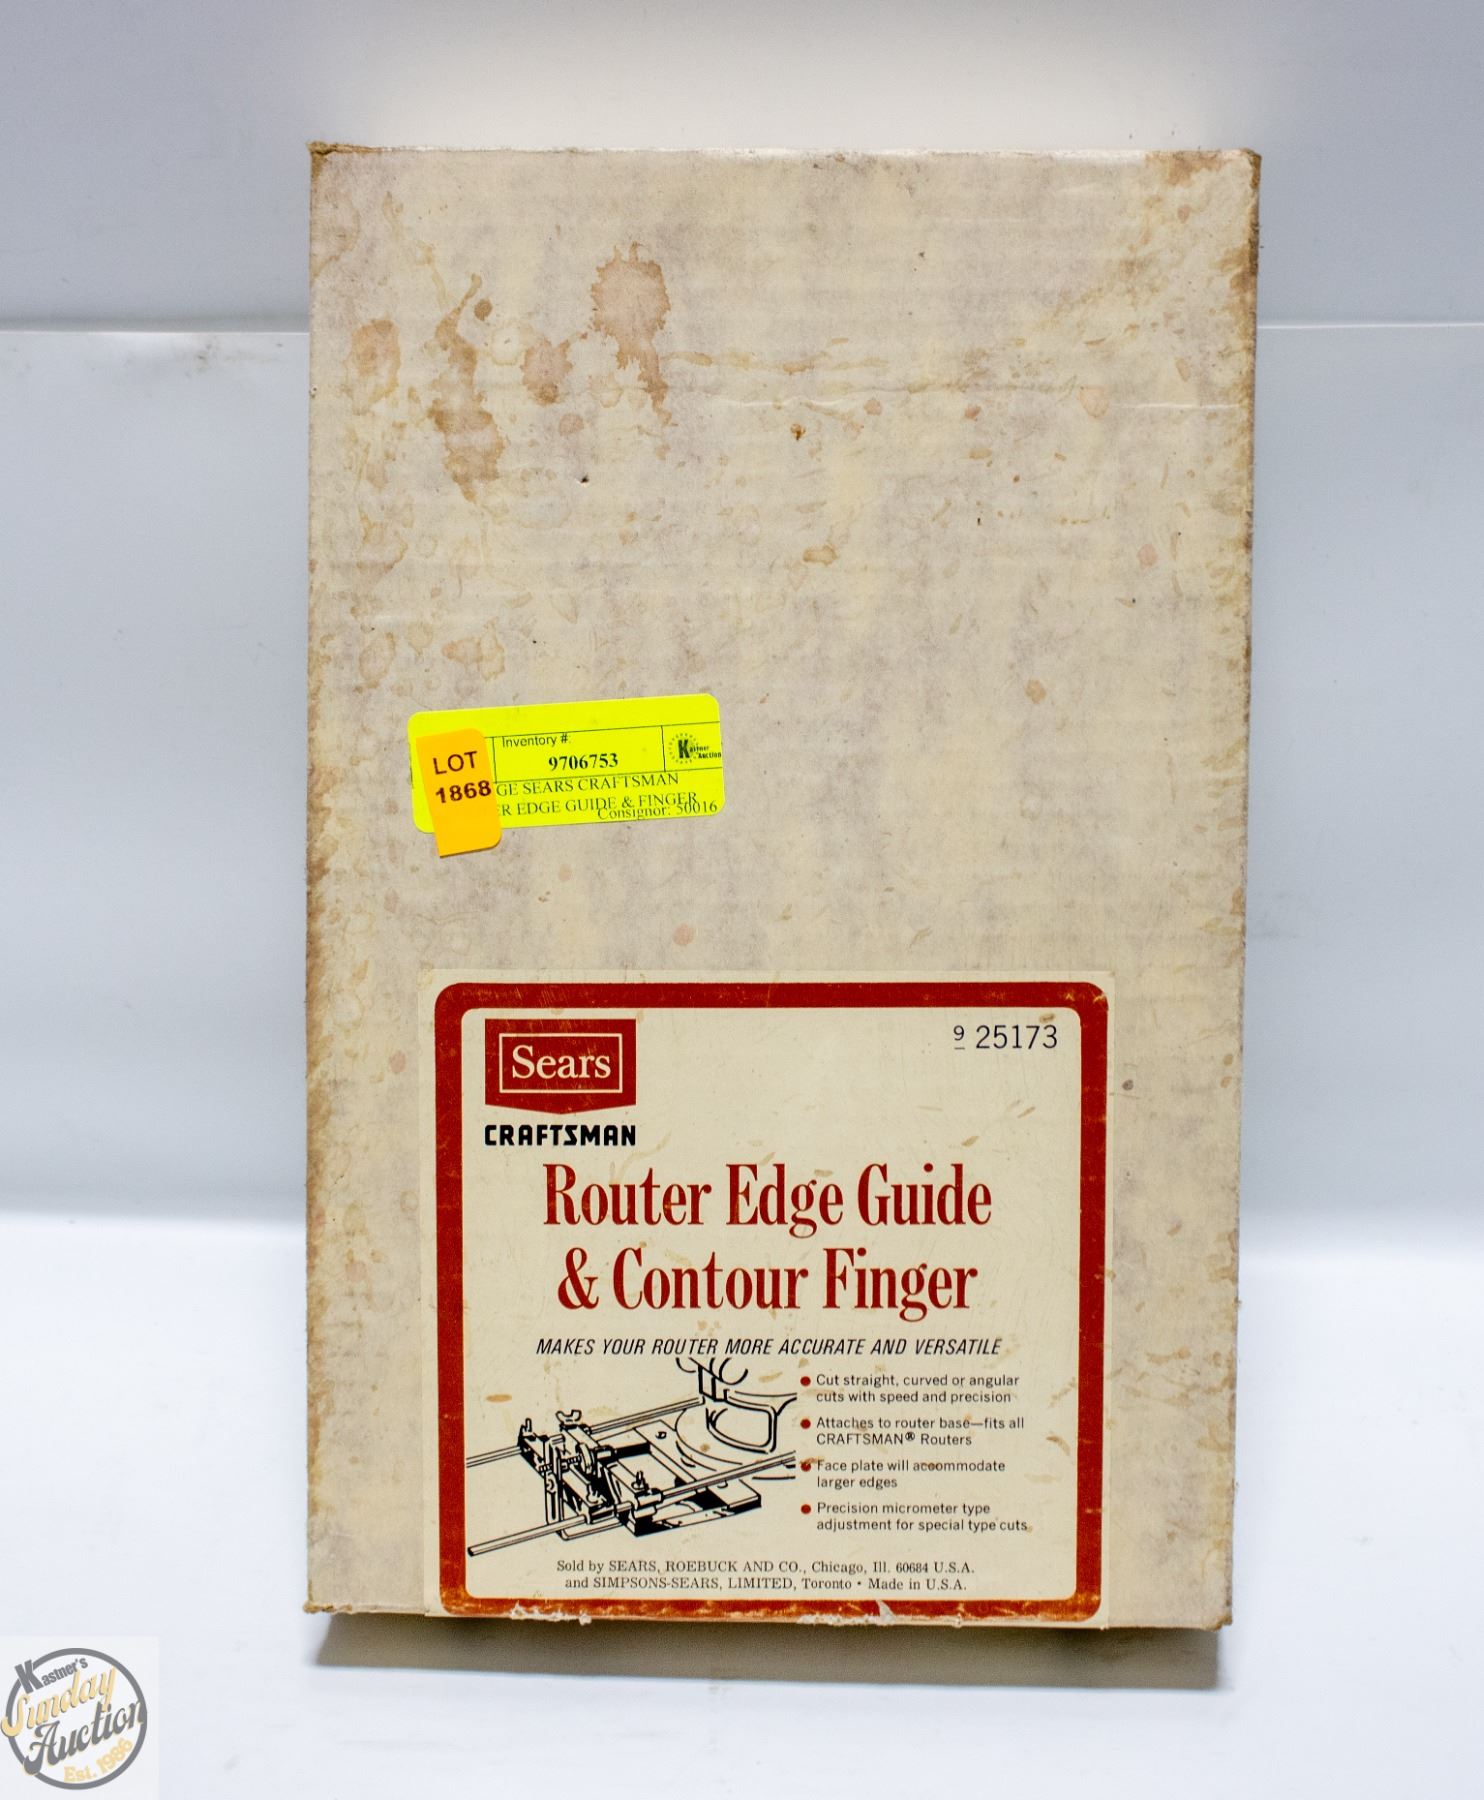 LOT
1868
Inventory #:
9706753
Kastner
Auction
GE SEARS CRAFTSMAN
ER EDGE GUIDE & FINGER
Consignor: 50016
Sears
9 25173
CRAFTSMAN
Router Edge Guide
& Contour Finger
MAKES YOUR ROUTER MORE ACCURATE AND VERSATILE
● Cut straight, curved or angular
cuts with speed and precision
● Attaches to router base—fits all
CRAFTSMAN® Routers
● Face plate will accommodate
larger edges
● Precision micrometer type
adjustment for special type cuts
Sold by SEARS, ROEBUCK AND CO., Chicago, Ill. 60684 U.S.A.
and SIMPSONS-SEARS, LIMITED, Toronto • Made in U.S.A.
Kastner's
Sunday
Auction
Est. 1986